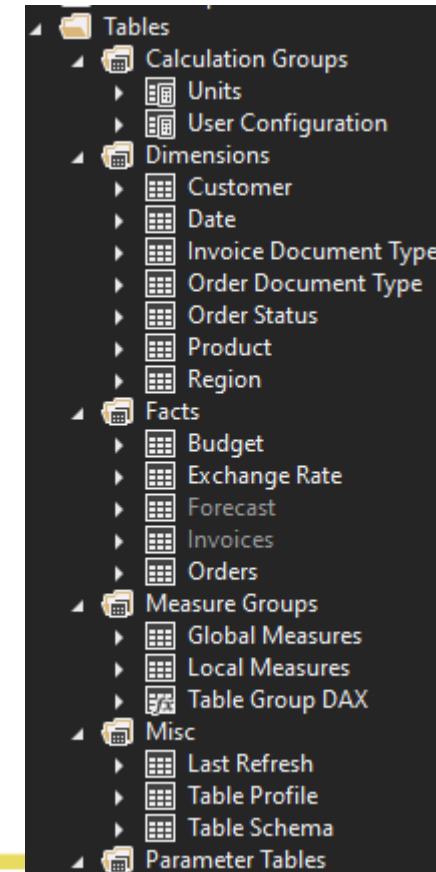 Tables
Calculation Groups
Units
User Configuration
Dimensions
Customer
Date
Invoice Document Type
Order Document Type
Order Status
Product
Region
Facts
Budget
Exchange Rate
Forecast
Invoices
Orders
Measure Groups
Global Measures
Local Measures
Table Group DAX
Misc
Last Refresh
Table Profile
Table Schema
Parameter Tables